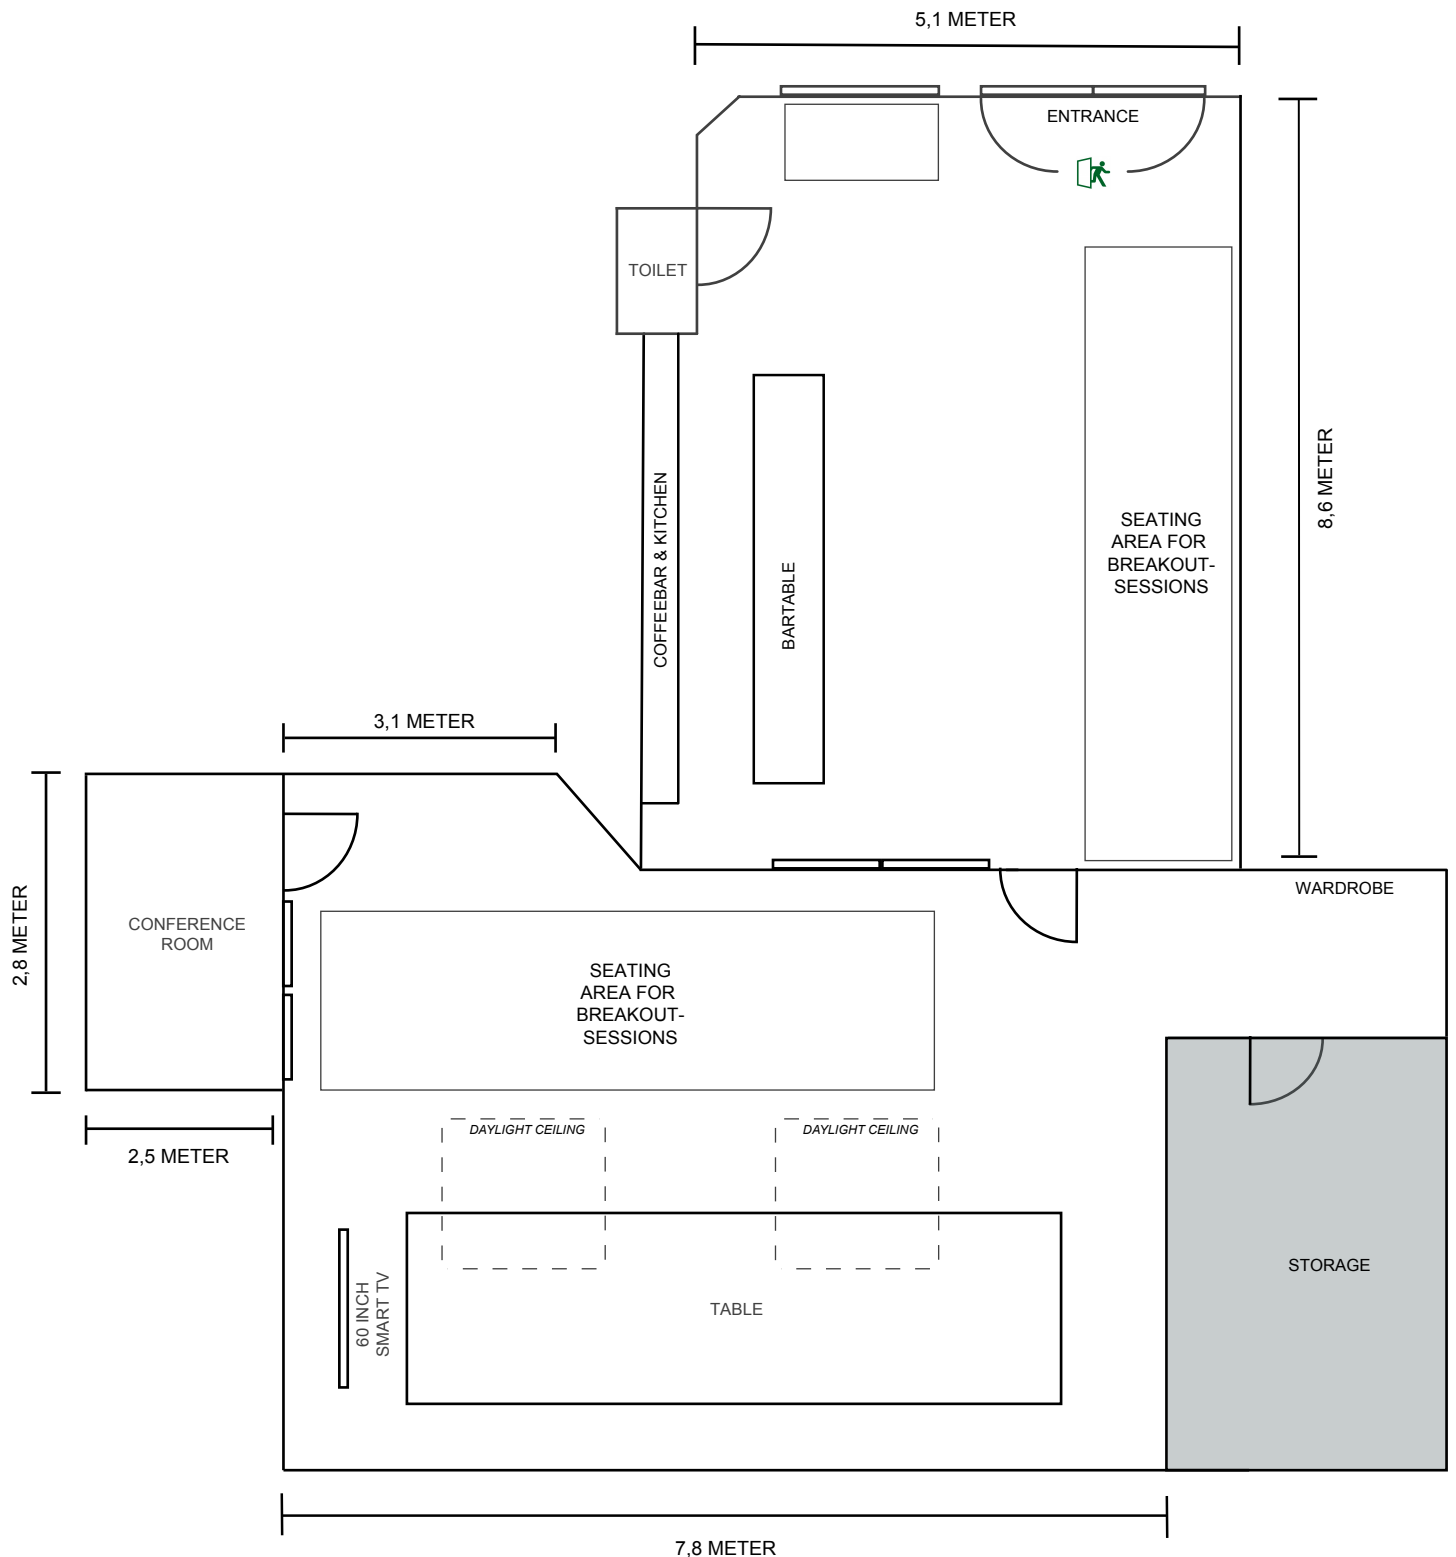 5,1 METER
ENTRANCE
TOILET
COFFEEBAR & KITCHEN
BARTABLE
SEATING
AREA FOR
BREAKOUT-
SESSIONS
8,6 METER
3,1 METER
2,8 METER
CONFERENCE
ROOM
WARDROBE
SEATING
AREA FOR
BREAKOUT-
SESSIONS
2,5 METER
DAYLIGHT CEILING
DAYLIGHT CEILING
60 INCH
SMART TV
TABLE
STORAGE
7,8 METER